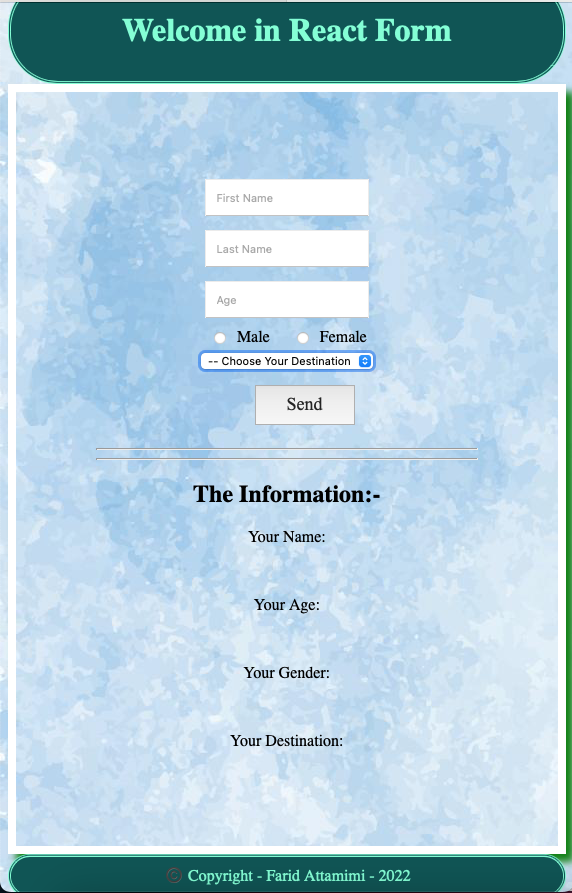 Welcome in React Form
First Name
Last Name
Age
Male Female
-- Choose Your Destination
Send
The Information:-
Your Name:
Your Age:
Your Gender:
Your Destination:
© Copyright - Farid Attamimi - 2022